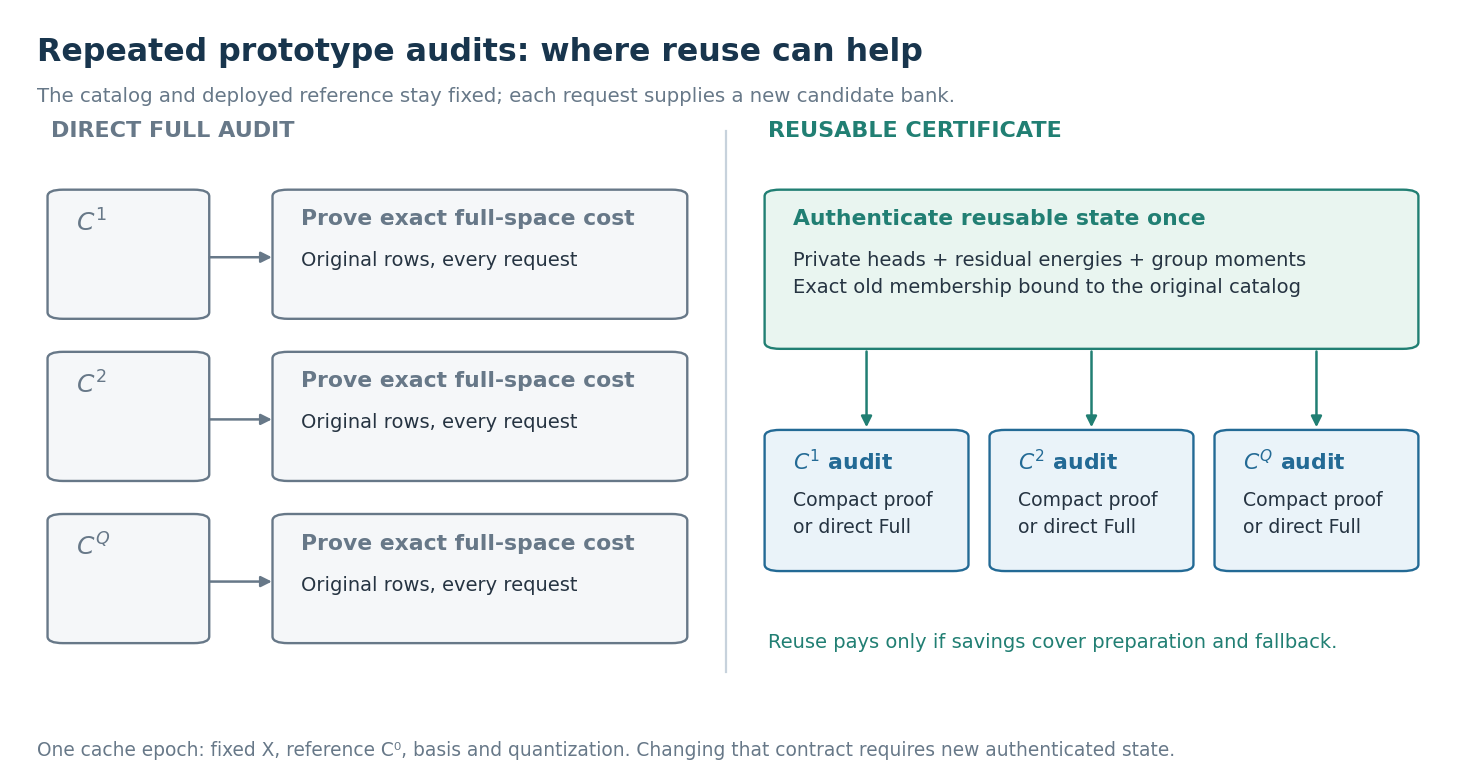 Repeated prototype audits: where reuse can help
The catalog and deployed reference stay fixed; each request supplies a new candidate bank.
DIRECT FULL AUDIT
C¹
Prove exact full-space cost
Original rows, every request
C²
Prove exact full-space cost
Original rows, every request
C^Q
Prove exact full-space cost
Original rows, every request
REUSABLE CERTIFICATE
Authenticate reusable state once
Private heads + residual energies + group moments
Exact old membership bound to the original catalog
C¹ audit
Compact proof
or direct Full
C² audit
Compact proof
or direct Full
C^Q audit
Compact proof
or direct Full
Reuse pays only if savings cover preparation and fallback.
One cache epoch: fixed X, reference C⁰, basis and quantization. Changing that contract requires new authenticated state.